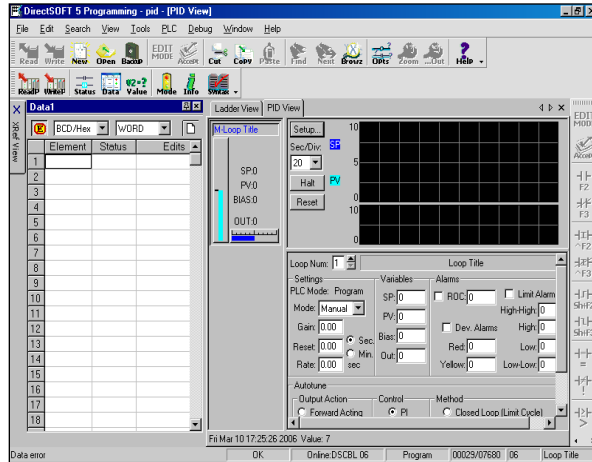 DirectSOFT 5 Programming - pid - [PID View]
File Edit Search View Tools PLC Debug Window Help
Read Write New Open Backup EDIT MODE Accept Cut Copy Paste Find Next Browz Opts Zoom ...Out Help
ReadP WriteP Status Data Value Mode Info Syntax
XRef View
Data1
BCD/Hex WORD
Element Status Edits
1
2
3
4
5
6
7
8
9
10
11
12
13
14
15
16
17
18
Ladder View PID View
M-Loop Title
SP:0
PV:0
BIAS:0
OUT:0
Setup...
Sec/Div:
20
Halt
Reset
SP
PV
10
5
0
10
0
Loop Num: 1 Loop Title
Settings Variables Alarms
PLC Mode: Program
Mode: Manual
Gain: 0.00
Reset: 0.00 Sec. Min.
Rate: 0.00 sec
SP: 0
PV: 0
Bias: 0
Out: 0
ROC: 0 Limit Alarm
High-High: 0
Dev. Alarms High: 0
Red: 0 Low: 0
Yellow: 0 Low-Low: 0
Autotune
Output Action Control Method
Forward Acting PI Closed Loop (Limit Cycle)
EDIT
MODE
Accept
F2
F3
^F2
^F3
Fri Mar 10 17:25:26 2006 Value: 7
Data error OK Online:DSCBL 06 Program 00029/07680 06 Loop Title